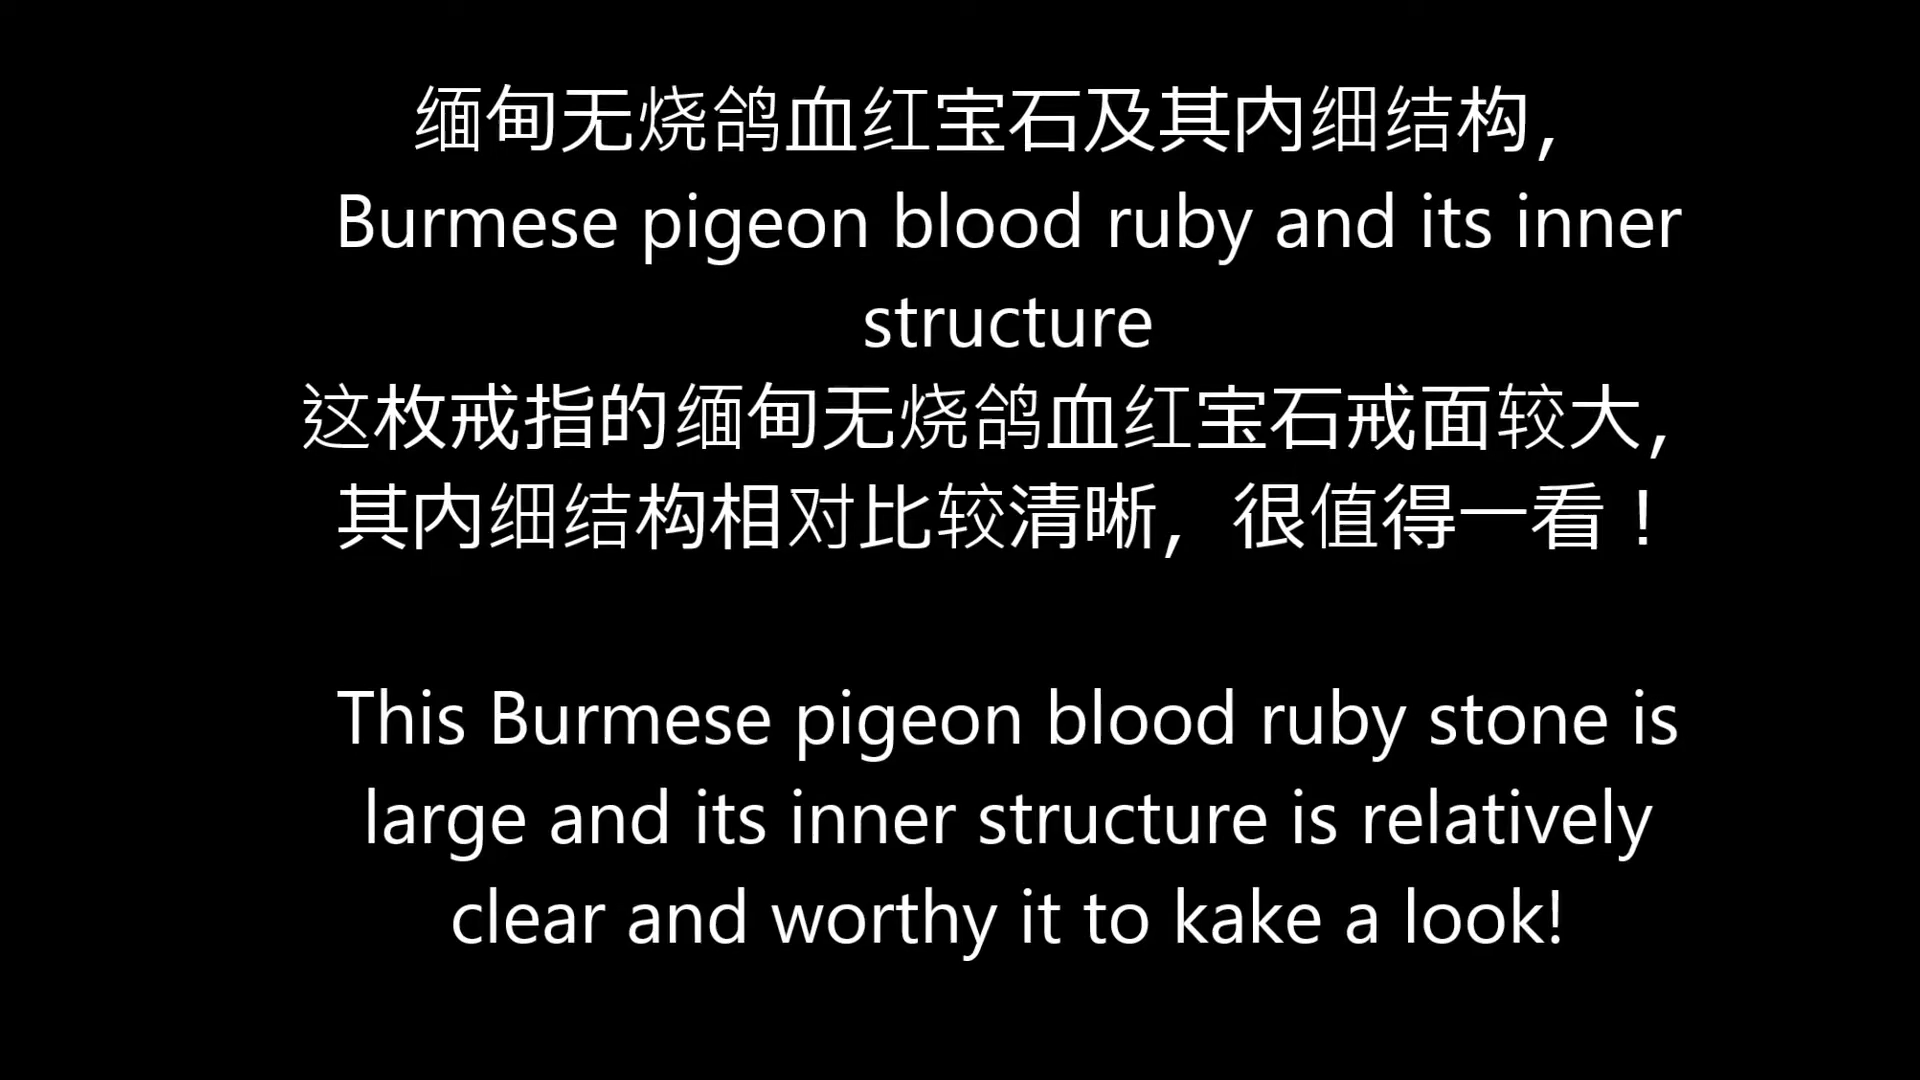 缅甸无烧鸽血红宝石及其内细结构，
Burmese pigeon blood ruby and its inner
structure
这枚戒指的缅甸无烧鸽血红宝石戒面较大，
其内细结构相对比较清晰，很值得一看！
This Burmese pigeon blood ruby stone is
large and its inner structure is relatively
clear and worthy it to kake a look!